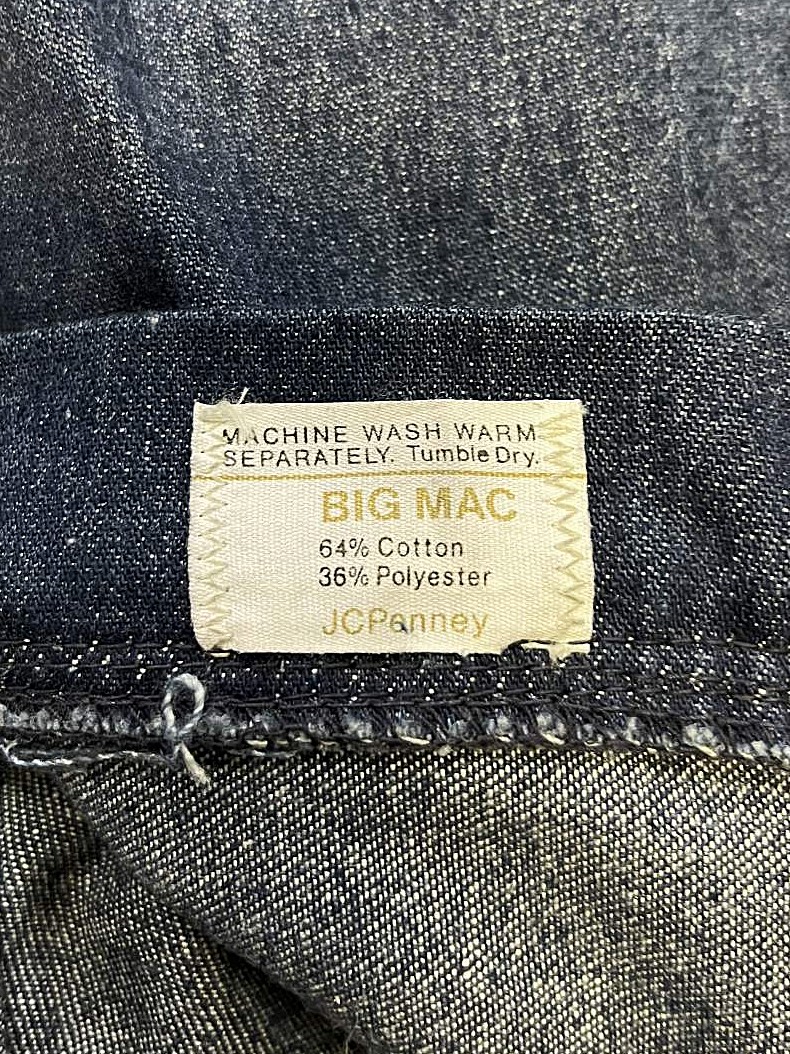 MACHINE WASH WARM
SEPARATELY. Tumble Dry.
BIG MAC
64% Cotton
36% Polyester
JCPenney